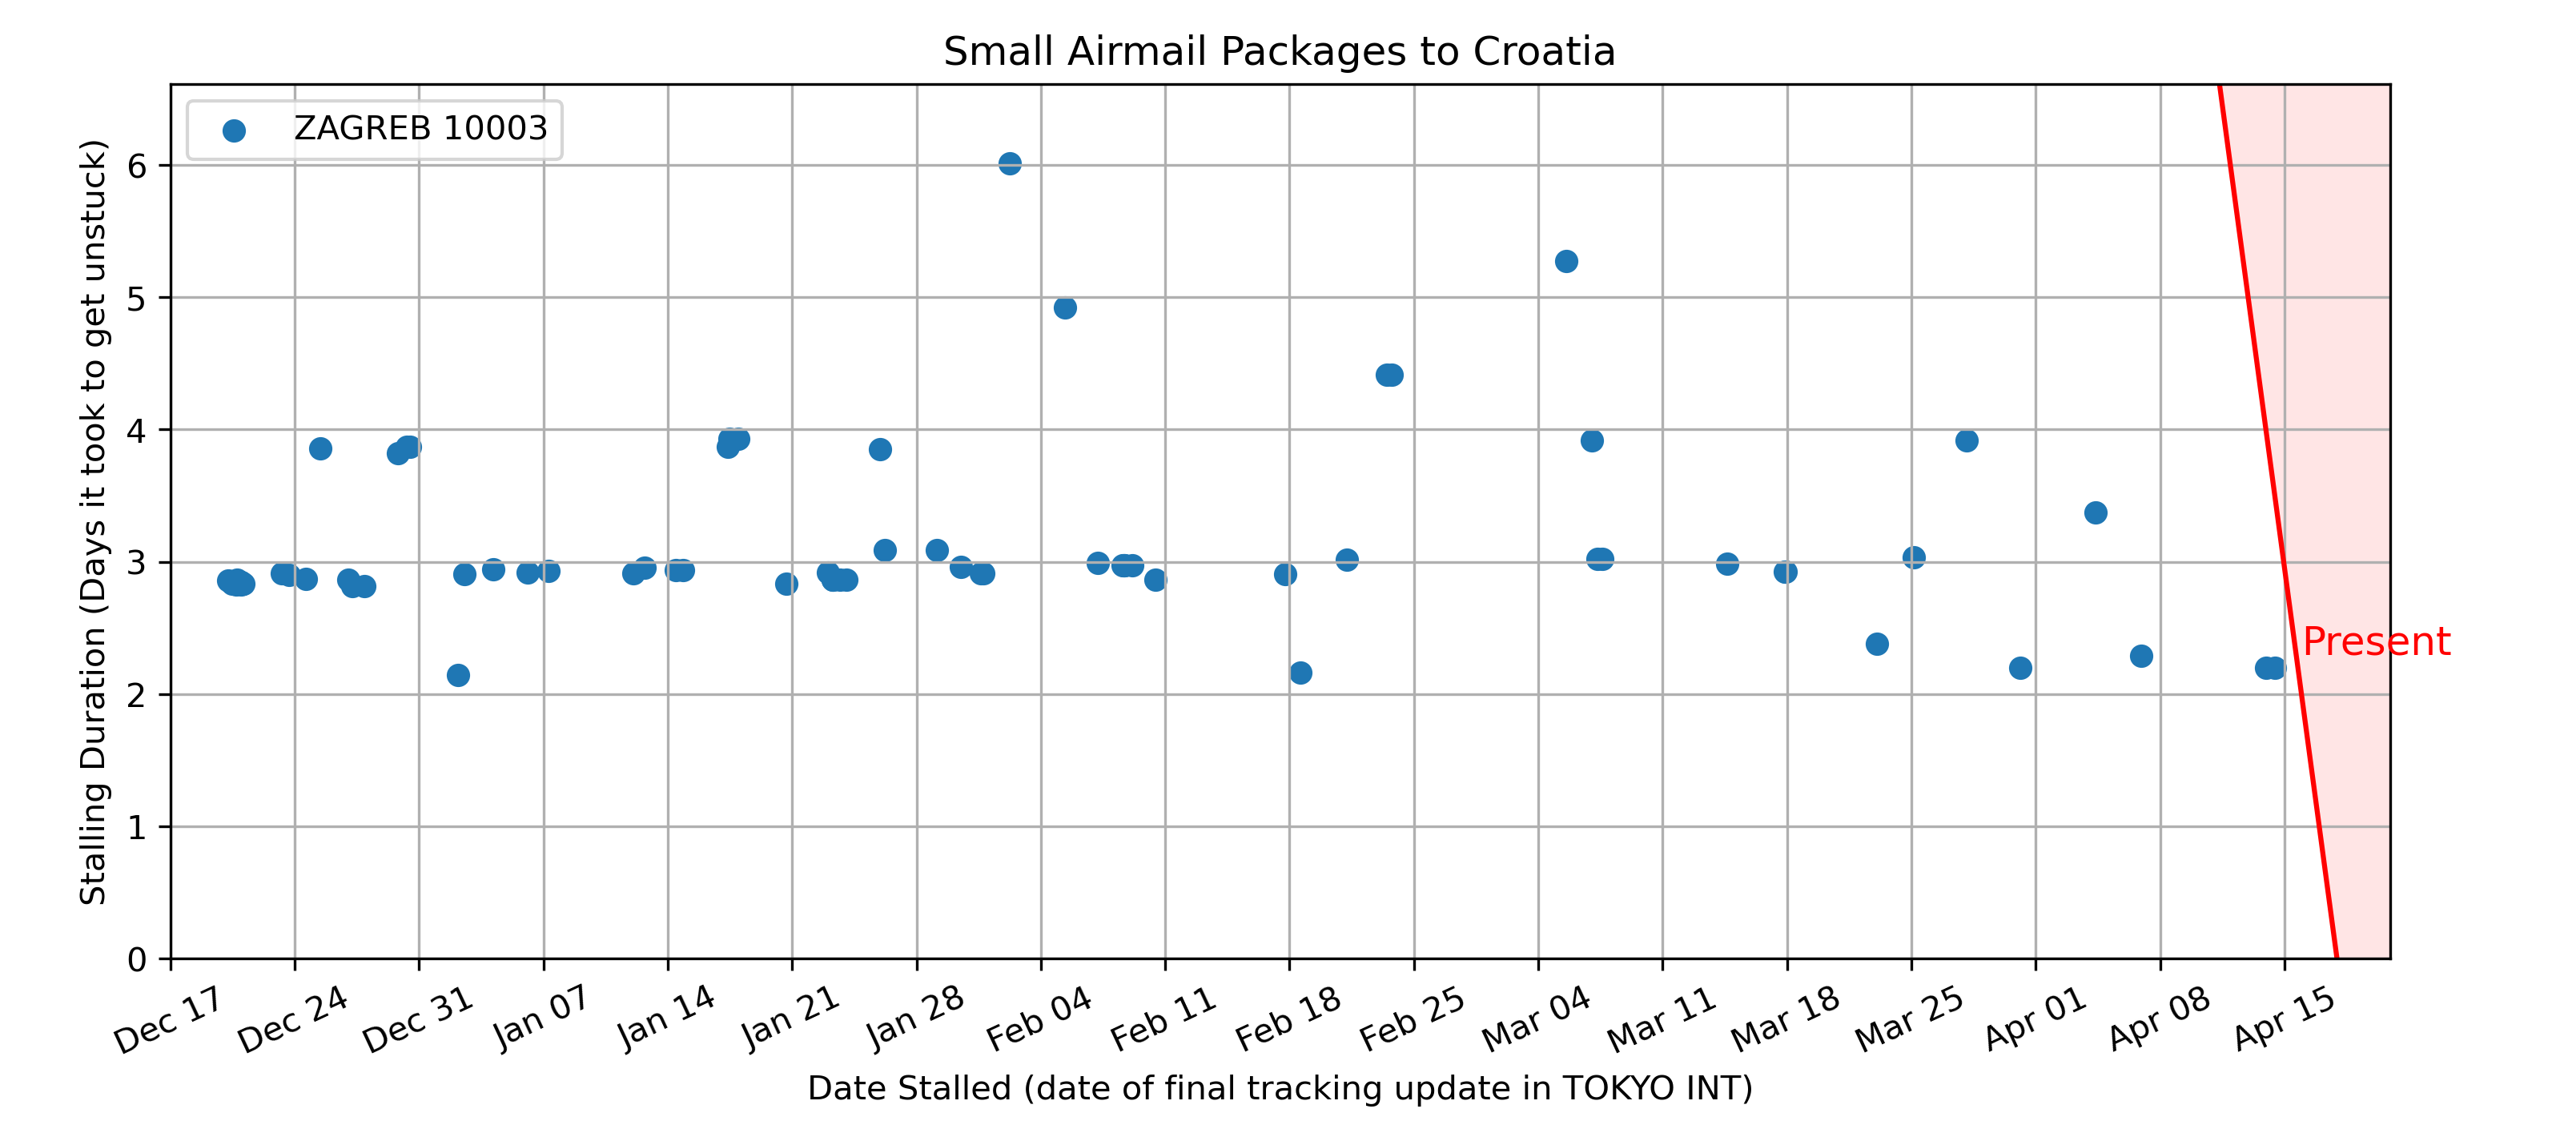 Small Airmail Packages to Croatia
ZAGREB 10003
Stalling Duration (Days it took to get unstuck)
6
5
4
3
2
1
0
Present
Dec 17 Dec 24 Dec 31 Jan 07 Jan 14 Jan 21 Jan 28 Feb 04 Feb 11 Feb 18 Feb 25 Mar 04 Mar 11 Mar 18 Mar 25 Apr 01 Apr 08 Apr 15
Date Stalled (date of final tracking update in TOKYO INT)